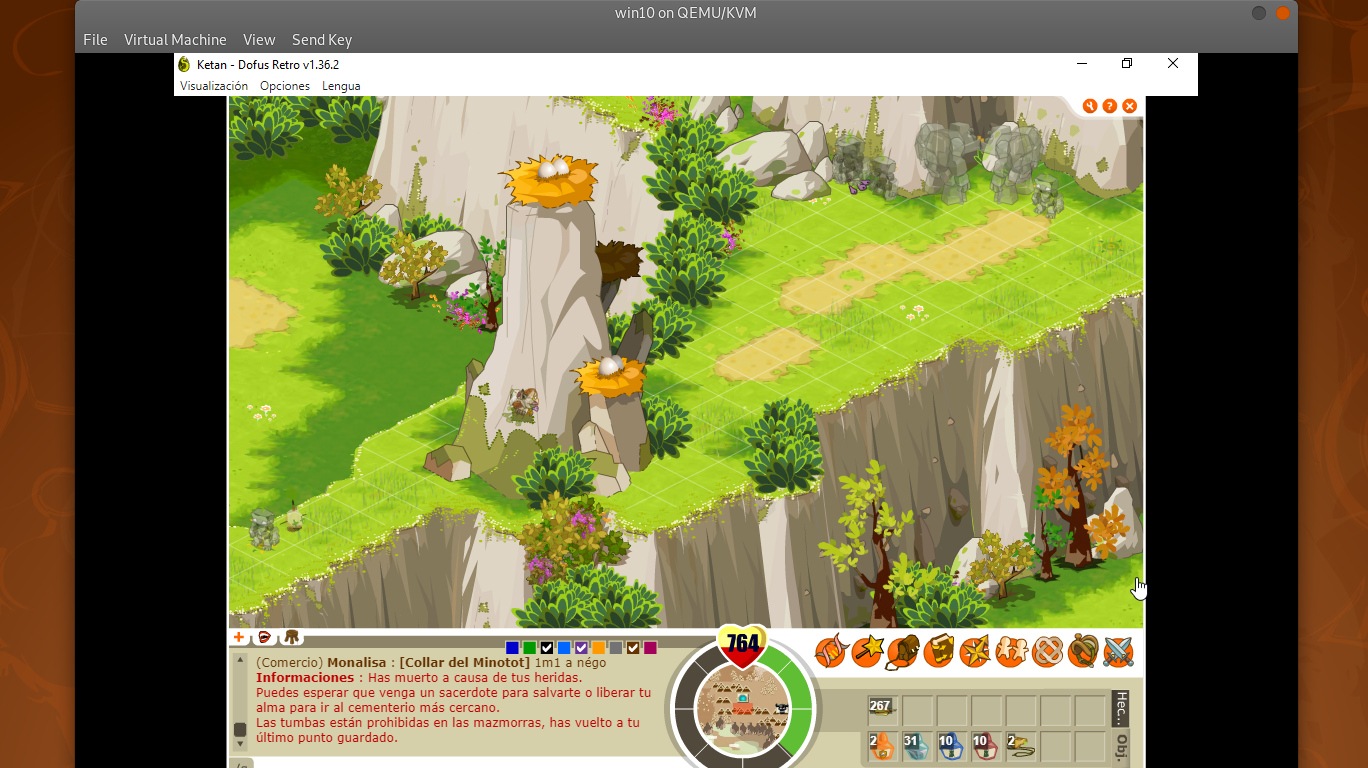 win10 on QEMU/KVM
File Virtual Machine View Send Key
Ketan - Dofus Retro v1.36.2
Visualización Opciones Lengua
764
(Comercio) Monalisa : [Collar del Minotot] 1m1 a négo
Informaciones : Has muerto a causa de tus heridas.
Puedes esperar que venga un sacerdote para salvarte o liberar tu
alma para ir al cementerio más cercano.
Las tumbas están prohibidas en las mazmorras, has vuelto a tu
último punto guardado.
267
Hec...
2 31 10 10 2
Obj.